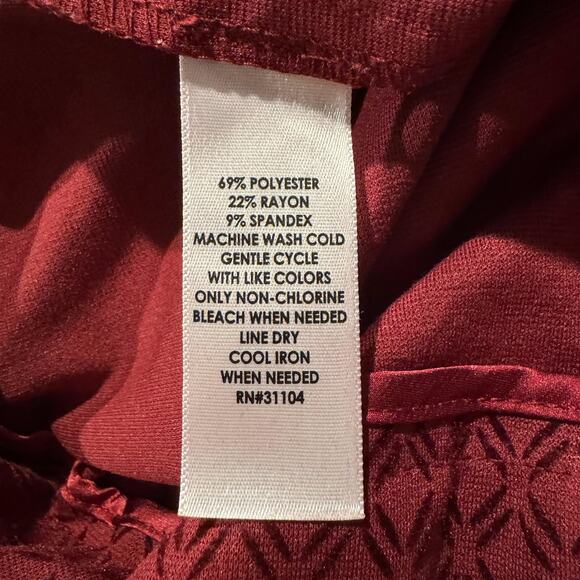 69% POLYESTER
22% RAYON
9% SPANDEX
MACHINE WASH COLD
GENTLE CYCLE
WITH LIKE COLORS
ONLY NON-CHLORINE
BLEACH WHEN NEEDED
LINE DRY
COOL IRON
WHEN NEEDED
RN#31104